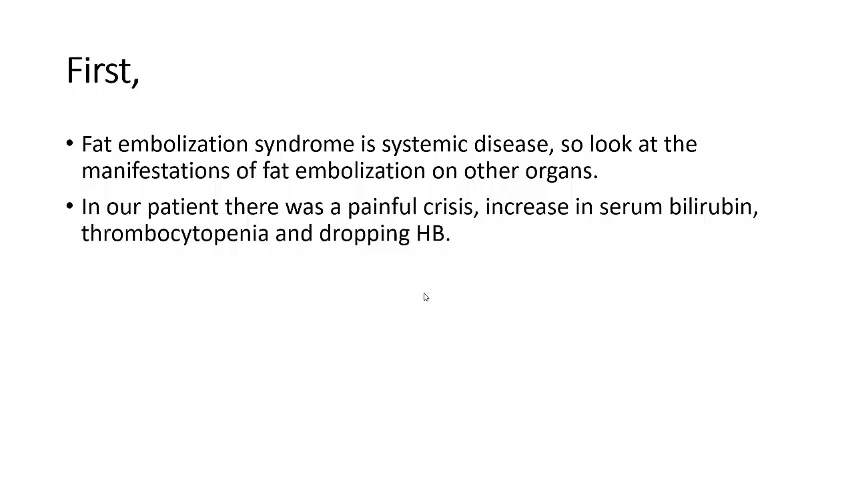 First,
• Fat embolization syndrome is systemic disease, so look at the
manifestations of fat embolization on other organs.
• In our patient there was a painful crisis, increase in serum bilirubin,
thrombocytopenia and dropping HB.